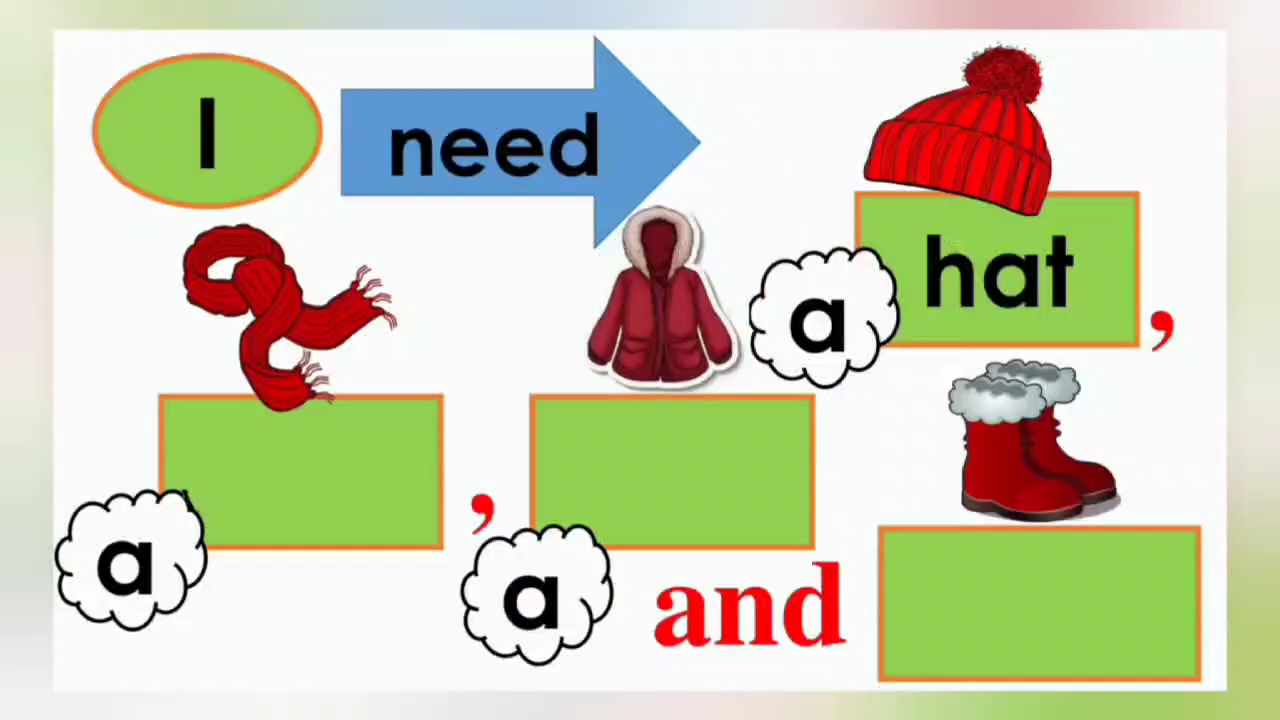 I need
a hat ,
a , a and